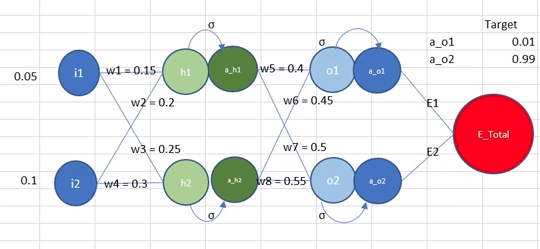 Target
σ
σ
a_o1 0.01
a_o2 0.99
0.05
i1
w1 = 0.15
h1
a_h1
w5 = 0.4
o1
a_o1
w2 = 0.2
w6 = 0.45
E1
E_Total
w3 = 0.25
w7 = 0.5
E2
0.1
i2
w4 = 0.3
h2
a_h2
w8 = 0.55
o2
a_o2
σ
σ